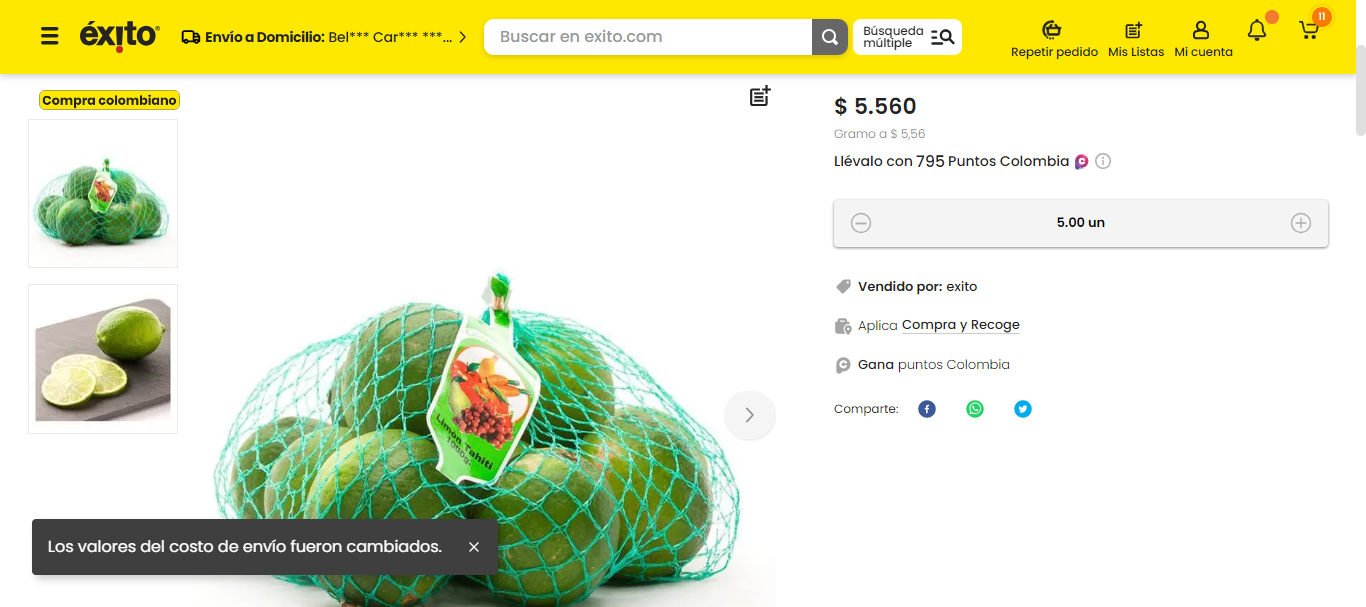 éxito
Envío a Domicilio: Bel*** Car*** ***...
Buscar en exito.com
Búsqueda
múltiple
Repetir pedido
Mis Listas
Mi cuenta
11
Compra colombiano
$ 5.560
Gramo a $ 5,56
Llévalo con 795 Puntos Colombia
5.00 un
Vendido por: exito
Aplica Compra y Recoge
Gana puntos Colombia
Comparte:
Limón Tahití
1000g.
Los valores del costo de envío fueron cambiados.